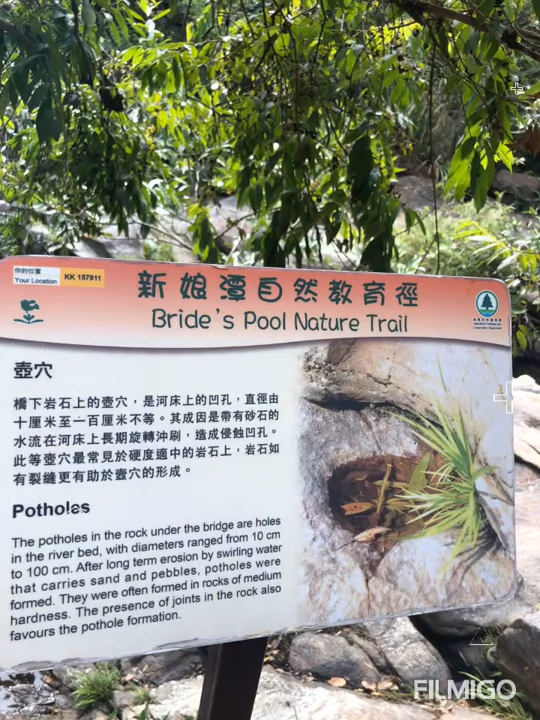 你的位置
Your Location
KK 157911
新娘潭自然教育徑
Bride's Pool Nature Trail
壺穴
橋下岩石上的壺穴，是河床上的凹孔，直徑由
十厘米至一百厘米不等。其成因是帶有砂石的
水流在河床上長期旋轉沖刷，造成侵蝕凹孔。
此等壺穴最常見於硬度適中的岩石上，岩石如
有裂縫更有助於壺穴的形成。
Potholes
The potholes in the rock under the bridge are holes
in the river bed, with diameters ranged from 10 cm
to 100 cm. After long term erosion by swirling water
that carries sand and pebbles, potholes were
formed. They were often formed in rocks of medium
hardness. The presence of joints in the rock also
favours the pothole formation.
FILMIGO